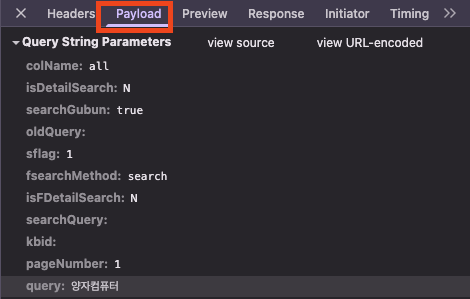 Headers Payload Preview Response Initiator Timing
Query String Parameters view source view URL-encoded
colName: all
isDetailSearch: N
searchGubun: true
oldQuery:
sflag: 1
fsearchMethod: search
isFDetailSearch: N
searchQuery:
kbid:
pageNumber: 1
query: 양자컴퓨터